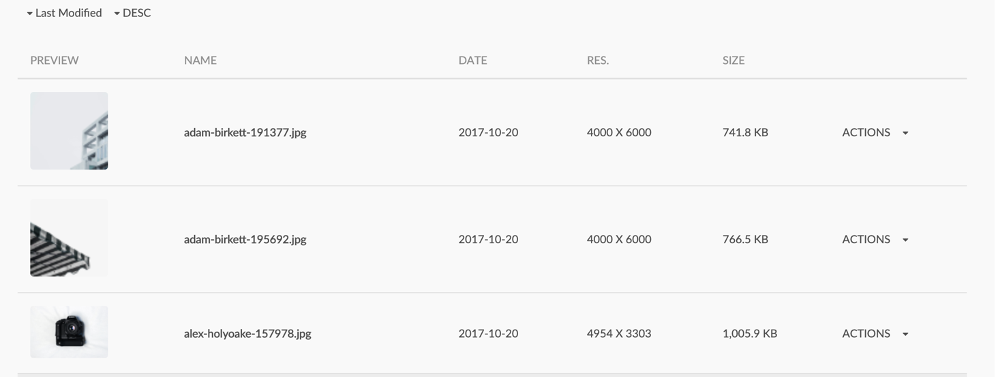 Last Modified DESC
PREVIEW NAME DATE RES. SIZE
adam-birkett-191377.jpg 2017-10-20 4000 X 6000 741.8 KB ACTIONS
adam-birkett-195692.jpg 2017-10-20 4000 X 6000 766.5 KB ACTIONS
alex-holyoake-157978.jpg 2017-10-20 4954 X 3303 1,005.9 KB ACTIONS